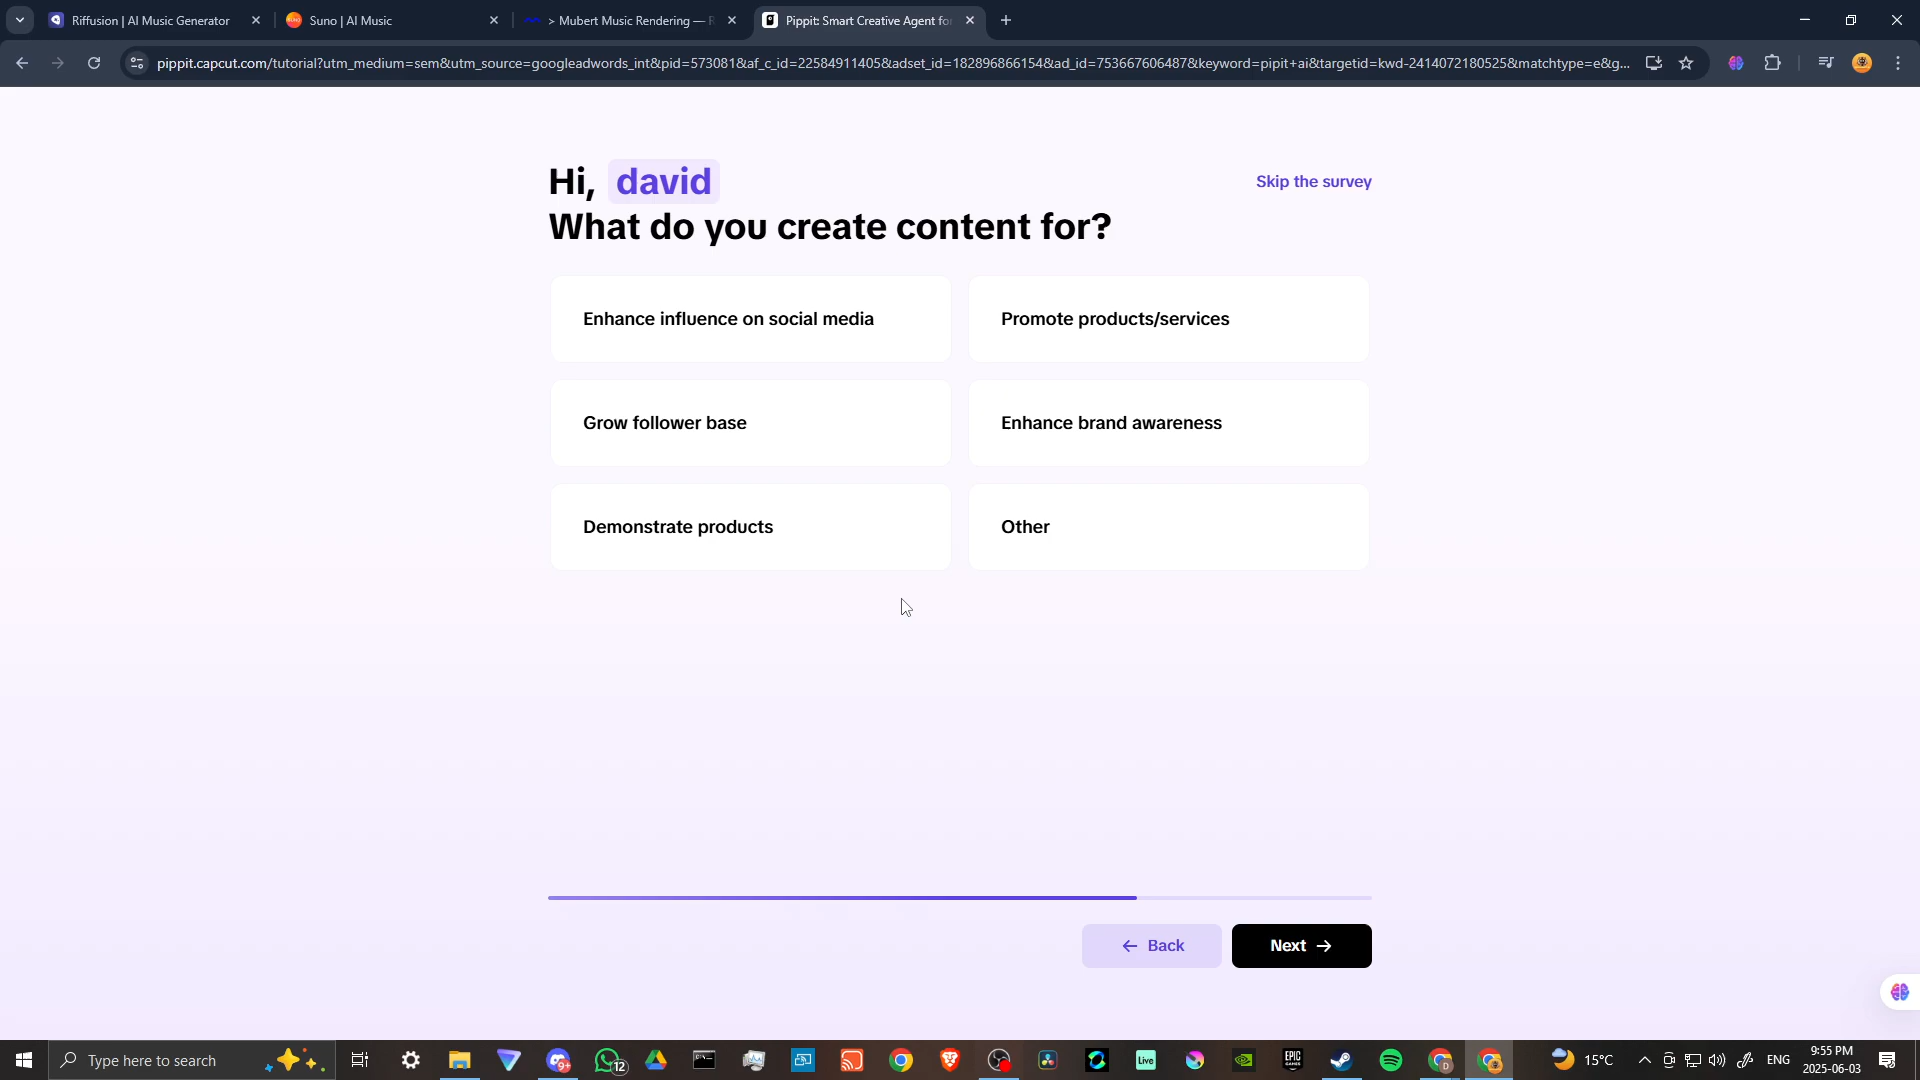 Riffusion | AI Music Generator
Suno | AI Music
> Mubert Music Rendering —
Pippit: Smart Creative Agent fo
pippit.capcut.com/tutorial?utm_medium=sem&utm_source=googleadwords_int&pid=573081&af_c_id=22584911405&adset_id=182896866154&ad_id=753667606487&keyword=pipit+ai&targetid=kwd-2414072180525&matchtype=e&g...
Hi, david
Skip the survey
What do you create content for?
Enhance influence on social media
Promote products/services
Grow follower base
Enhance brand awareness
Demonstrate products
Other
← Back
Next →
Type here to search
9+
12
Live
EPIC GAMES
D
15°C
ENG
9:55 PM
2025-06-03